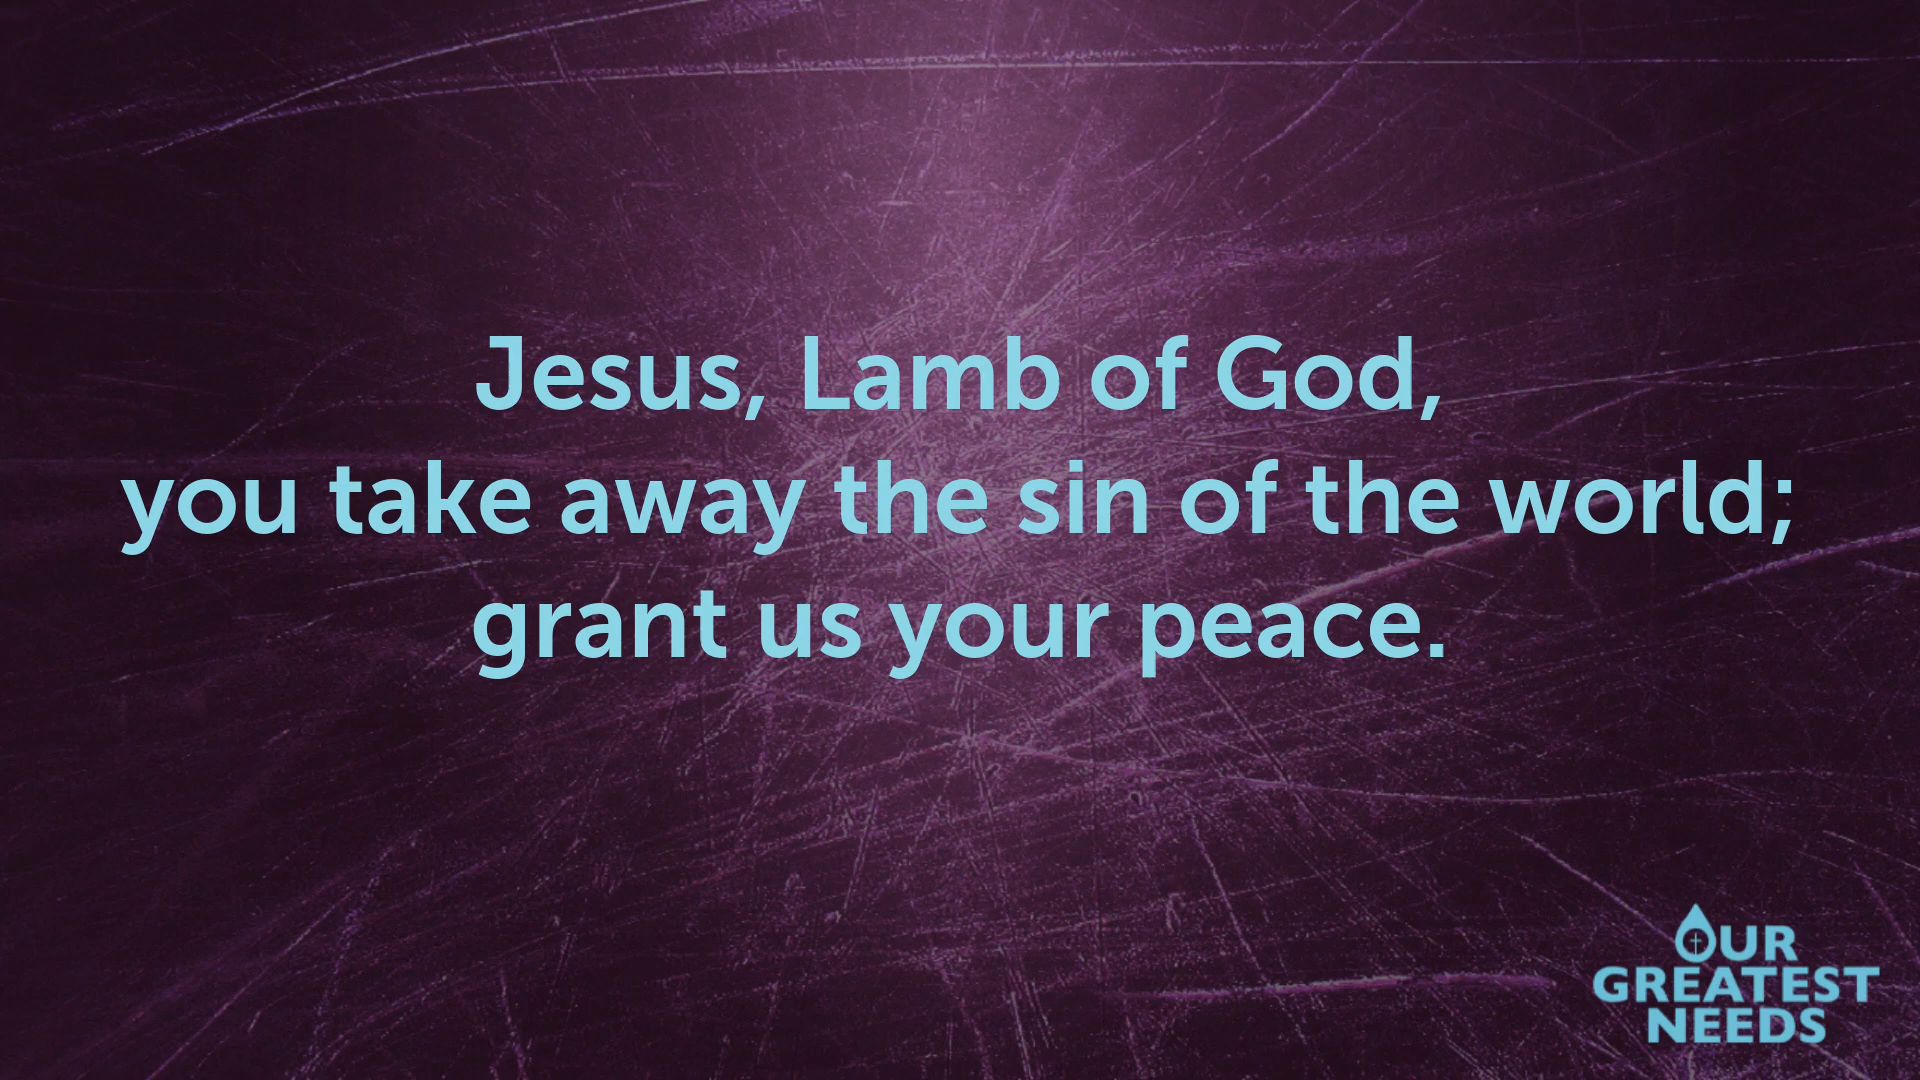 Jesus, Lamb of God,
you take away the sin of the world;
grant us your peace.
OUR
GREATEST
NEEDS